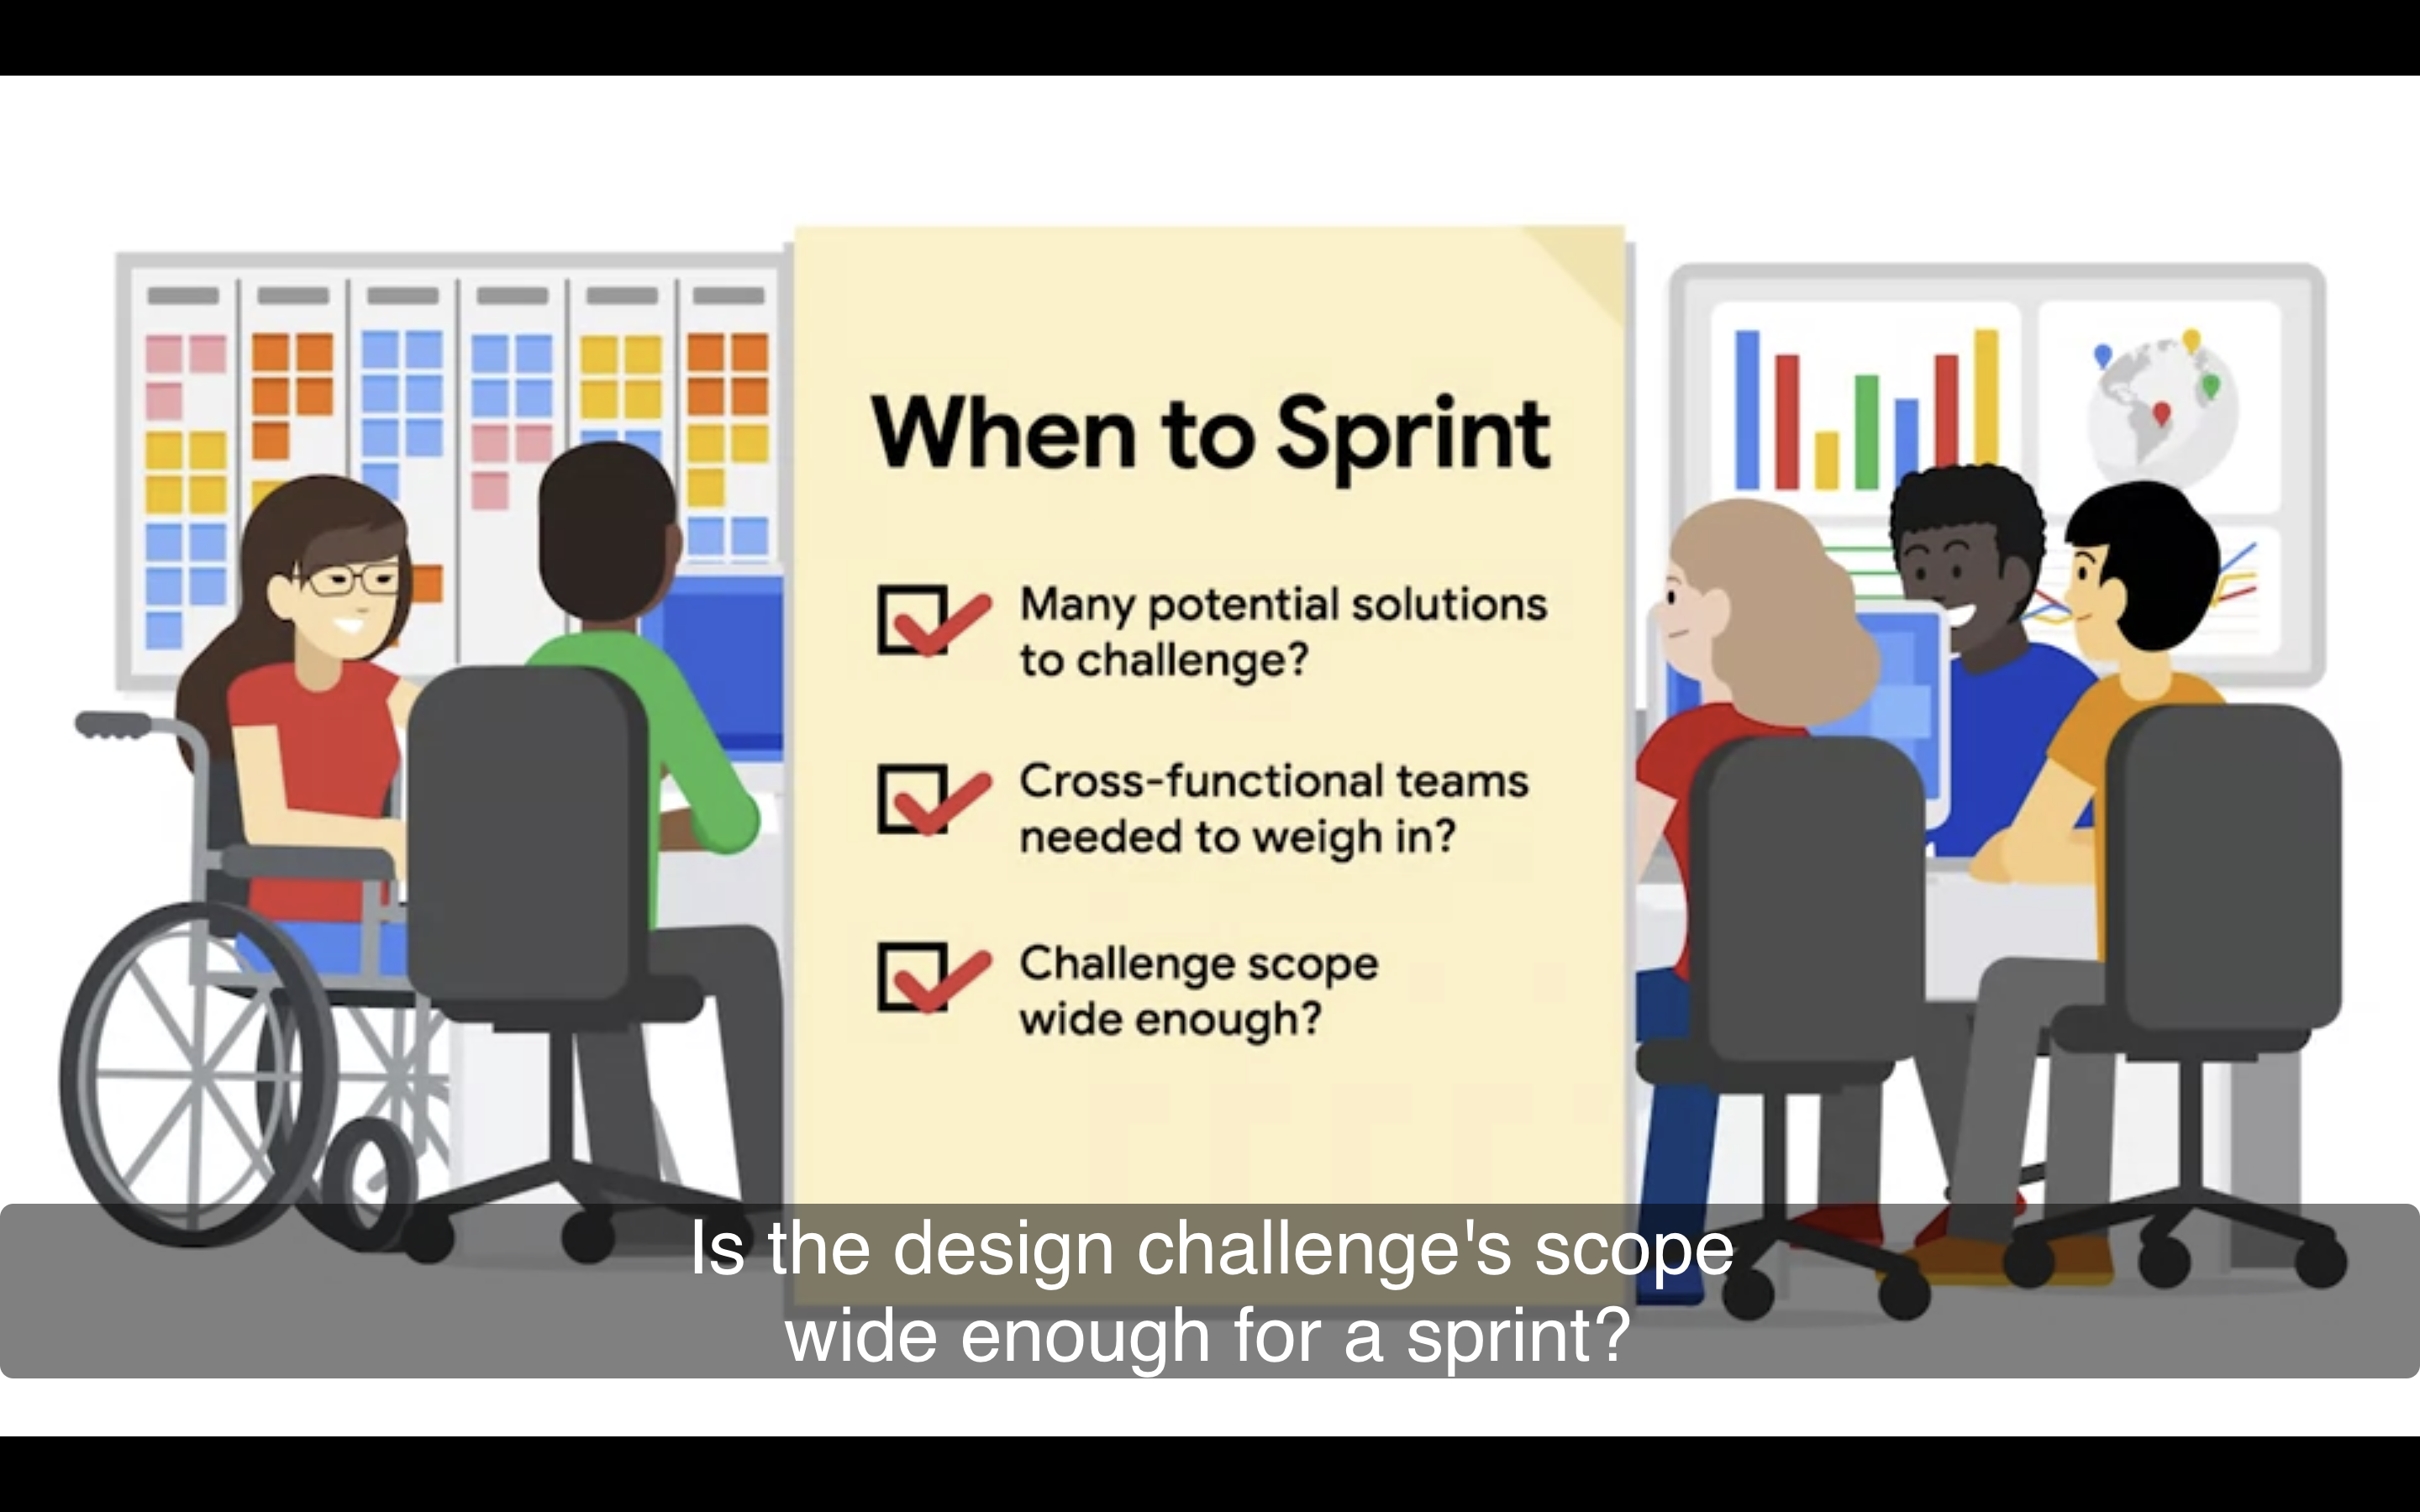 When to Sprint
Many potential solutions
to challenge?
Cross-functional teams
needed to weigh in?
Challenge scope
wide enough?
Is the design challenge's scope
wide enough for a sprint?